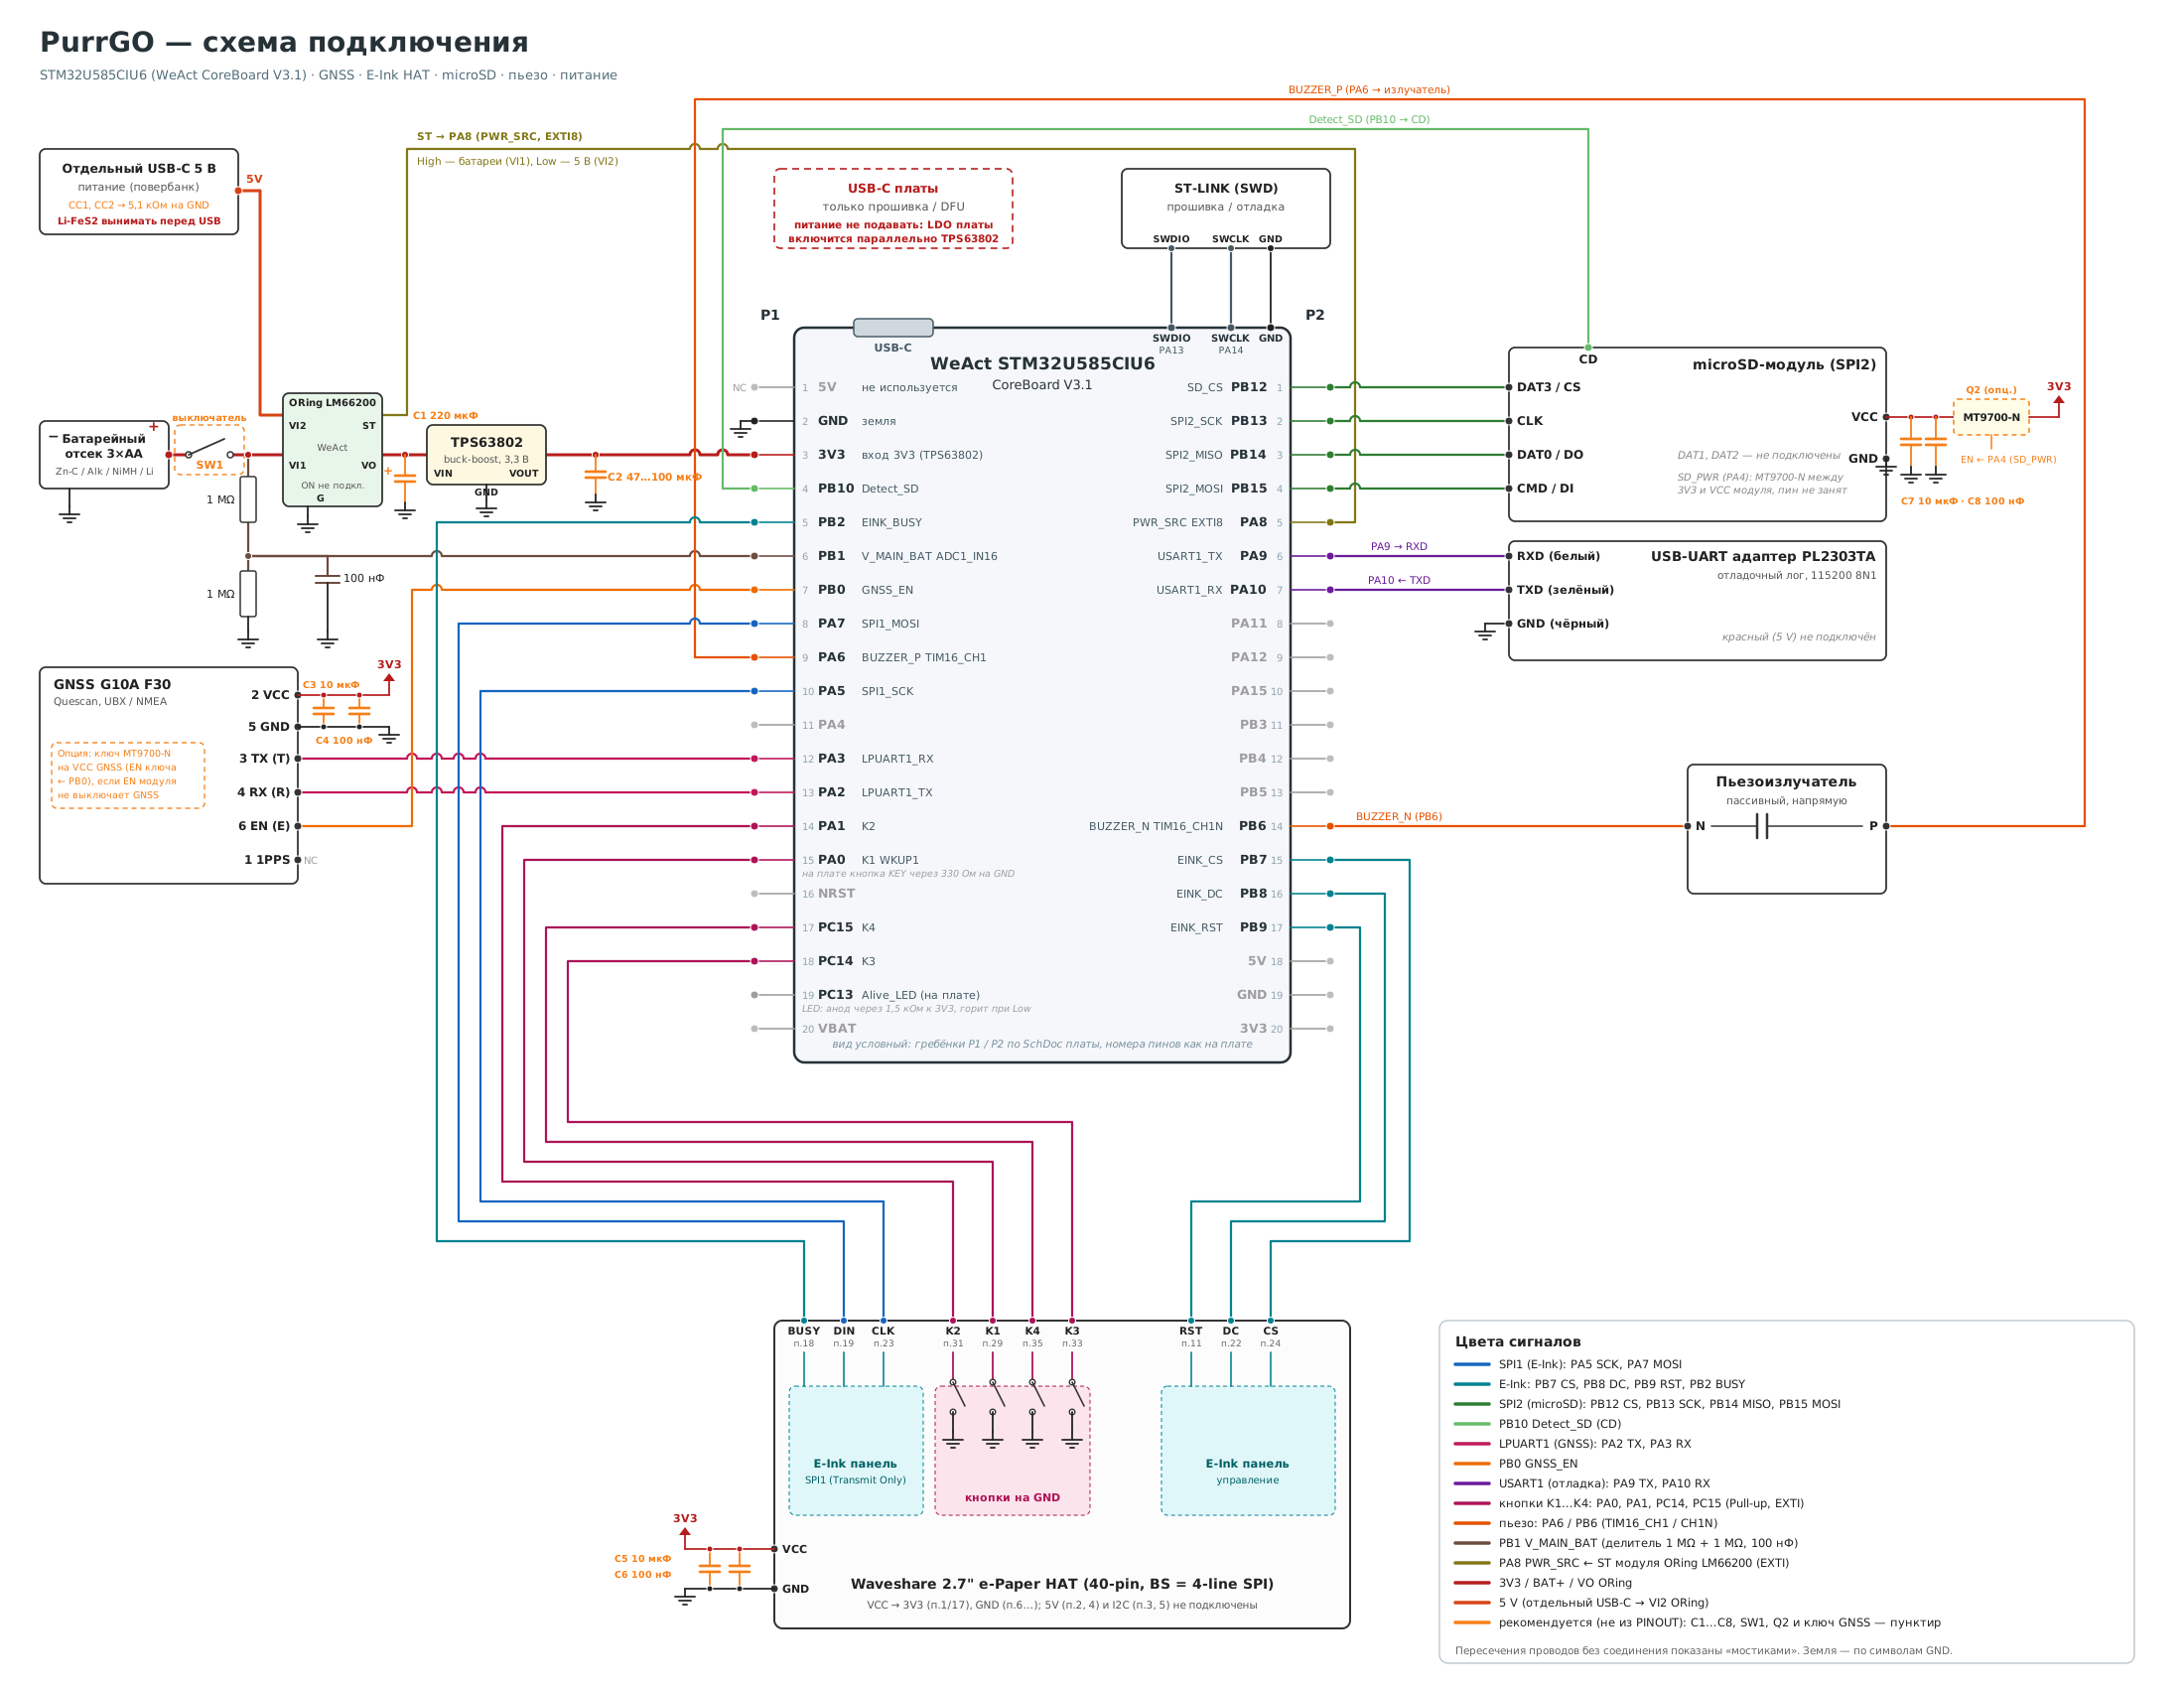 PurrGO — схема подключения
STM32U585CIU6 (WeAct CoreBoard V3.1) · GNSS · E-Ink HAT · microSD · пьезо · питание
BUZZER_P (PA6 → излучатель)
Detect_SD (PB10 → CD)
ST → PA8 (PWR_SRC, EXTI8)
High — батареи (VI1), Low — 5 В (VI2)
Отдельный USB-C 5 В
питание (повербанк)
CC1, CC2 → 5,1 кОм на GND
Li-FeS2 вынимать перед USB
5V
USB-C платы
только прошивка / DFU
питание не подавать: LDO платы
включится параллельно TPS63802
ST-LINK (SWD)
прошивка / отладка
SWDIO SWCLK GND
− Батарейный +
отсек 3×AA
Zn-C / Alk / NiMH / Li
выключатель
SW1
ORing LM66200
VI2 ST
WeAct
VI1 VO
ON не подкл.
G
C1 220 мкФ
+
TPS63802
buck-boost, 3,3 В
VIN VOUT
GND
C2 47…100 мкФ
1 MΩ
1 MΩ
100 нФ
GNSS G10A F30
Quescan, UBX / NMEA
2 VCC
5 GND
3 TX (T)
4 RX (R)
6 EN (E)
1 1PPS NC
C3 10 мкФ
3V3
C4 100 нФ
Опция: ключ MT9700-N
на VCC GNSS (EN ключа
← PB0), если EN модуля
не выключает GNSS
P1
P2
USB-C
SWDIO SWCLK GND
PA13 PA14
WeAct STM32U585CIU6
CoreBoard V3.1
NC 1 5V не используется
2 GND земля
3 3V3 вход 3V3 (TPS63802)
4 PB10 Detect_SD
5 PB2 EINK_BUSY
6 PB1 V_MAIN_BAT ADC1_IN16
7 PB0 GNSS_EN
8 PA7 SPI1_MOSI
9 PA6 BUZZER_P TIM16_CH1
10 PA5 SPI1_SCK
11 PA4
12 PA3 LPUART1_RX
13 PA2 LPUART1_TX
14 PA1 K2
15 PA0 K1 WKUP1
на плате кнопка KEY через 330 Ом на GND
16 NRST
17 PC15 K4
18 PC14 K3
19 PC13 Alive_LED (на плате)
LED: анод через 1,5 кОм к 3V3, горит при Low
20 VBAT
SD_CS PB12 1
SPI2_SCK PB13 2
SPI2_MISO PB14 3
SPI2_MOSI PB15 4
PWR_SRC EXTI8 PA8 5
USART1_TX PA9 6
USART1_RX PA10 7
PA11 8
PA12 9
PA15 10
PB3 11
PB4 12
PB5 13
BUZZER_N TIM16_CH1N PB6 14
EINK_CS PB7 15
EINK_DC PB8 16
EINK_RST PB9 17
5V 18
GND 19
3V3 20
вид условный: гребёнки P1 / P2 по SchDoc платы, номера пинов как на плате
CD
microSD-модуль (SPI2)
DAT3 / CS
CLK
DAT0 / DO
CMD / DI
VCC
GND
DAT1, DAT2 — не подключены
SD_PWR (PA4): MT9700-N между
3V3 и VCC модуля, пин не занят
Q2 (опц.)
MT9700-N
3V3
EN ← PA4 (SD_PWR)
C7 10 мкФ · C8 100 нФ
PA9 → RXD
PA10 ← TXD
RXD (белый)
TXD (зелёный)
GND (чёрный)
USB-UART адаптер PL2303TA
отладочный лог, 115200 8N1
красный (5 V) не подключён
BUZZER_N (PB6)
Пьезоизлучатель
пассивный, напрямую
N P
BUSY DIN CLK K2 K1 K4 K3 RST DC CS
п.18 п.19 п.23 п.31 п.29 п.35 п.33 п.11 п.22 п.24
E-Ink панель
SPI1 (Transmit Only)
кнопки на GND
E-Ink панель
управление
3V3
C5 10 мкФ
C6 100 нФ
VCC
GND
Waveshare 2.7" e-Paper HAT (40-pin, BS = 4-line SPI)
VCC → 3V3 (п.1/17), GND (п.6…); 5V (п.2, 4) и I2C (п.3, 5) не подключены
Цвета сигналов
SPI1 (E-Ink): PA5 SCK, PA7 MOSI
E-Ink: PB7 CS, PB8 DC, PB9 RST, PB2 BUSY
SPI2 (microSD): PB12 CS, PB13 SCK, PB14 MISO, PB15 MOSI
PB10 Detect_SD (CD)
LPUART1 (GNSS): PA2 TX, PA3 RX
PB0 GNSS_EN
USART1 (отладка): PA9 TX, PA10 RX
кнопки K1…K4: PA0, PA1, PC14, PC15 (Pull-up, EXTI)
пьезо: PA6 / PB6 (TIM16_CH1 / CH1N)
PB1 V_MAIN_BAT (делитель 1 MΩ + 1 MΩ, 100 нФ)
PA8 PWR_SRC ← ST модуля ORing LM66200 (EXTI)
3V3 / BAT+ / VO ORing
5 V (отдельный USB-C → VI2 ORing)
рекомендуется (не из PINOUT): C1…C8, SW1, Q2 и ключ GNSS — пунктир
Пересечения проводов без соединения показаны «мостиками». Земля — по символам GND.